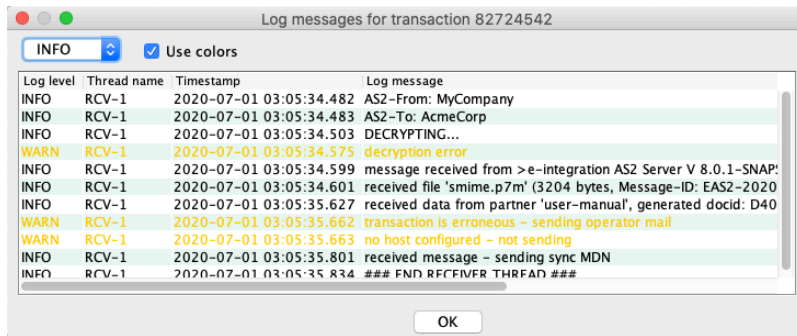 Log messages for transaction 82724542
INFO Use colors
Log level Thread name Timestamp Log message
INFO RCV-1 2020-07-01 03:05:34.482 AS2-From: MyCompany
INFO RCV-1 2020-07-01 03:05:34.483 AS2-To: AcmeCorp
INFO RCV-1 2020-07-01 03:05:34.503 DECRYPTING...
WARN RCV-1 2020-07-01 03:05:34.575 decryption error
INFO RCV-1 2020-07-01 03:05:34.599 message received from >e-integration AS2 Server V 8.0.1-SNAPS
INFO RCV-1 2020-07-01 03:05:34.601 received file 'smime.p7m' (3204 bytes, Message-ID: EAS2-2020
INFO RCV-1 2020-07-01 03:05:35.627 received data from partner 'user-manual', generated docid: D40
WARN RCV-1 2020-07-01 03:05:35.662 transaction is erroneous - sending operator mail
WARN RCV-1 2020-07-01 03:05:35.663 no host configured - not sending
INFO RCV-1 2020-07-01 03:05:35.801 received message - sending sync MDN
INFO RCV-1 2020-07-01 03:05:35.834 ### END RECEIVER THREAD ###
OK